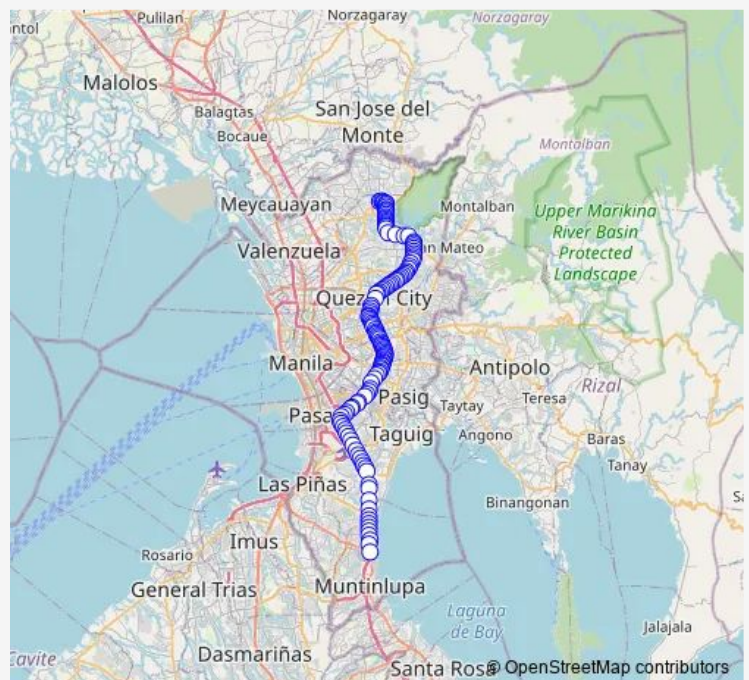 Pulilan
Norzagaray
Norzagaray
Malolos
Balagtas
San Jose del
Monte
Bocaue
Montalban
Meycauayan
Montalban
Upper Marikina
River Basin
Protected
Landscape
Valenzuela
San Mateo
Quezon City
Manila
Antipolo
Rizal
Pasay
Pasig
Taytay
Teresa
Taguig
Angono
Baras
Tanay
Las Piñas
Binangonan
Rosario
Imus
General Trias
Muntinlupa
Laguna
de Bay
Jalajala
Cavite
Dasmariñas
Santa Rosa
© OpenStreetMap contributors